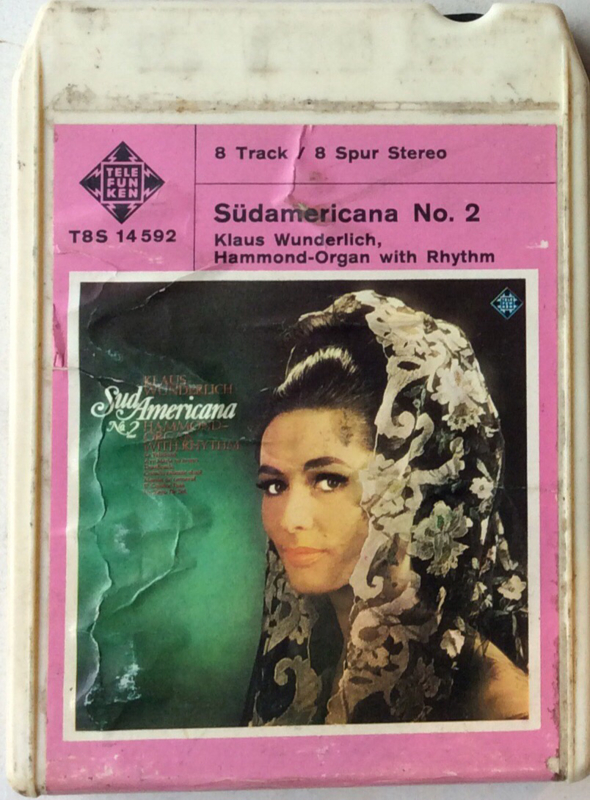 8 Track / 8 Spur Stereo
TELE
FUN
KEN
T8S 14 592
Südamericana No. 2
Klaus Wunderlich,
Hammond-Organ with Rhythm
KLAUS
WUNDERLICH
Sud
Americana
No. 2
HAMMOND-
WITH RHYTHM